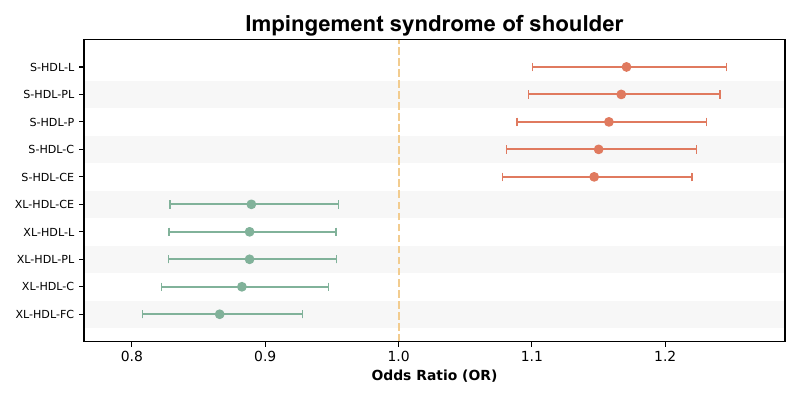 Impingement syndrome of shoulder
S-HDL-L
S-HDL-PL
S-HDL-P
S-HDL-C
S-HDL-CE
XL-HDL-CE
XL-HDL-L
XL-HDL-PL
XL-HDL-C
XL-HDL-FC
0.8 0.9 1.0 1.1 1.2
Odds Ratio (OR)